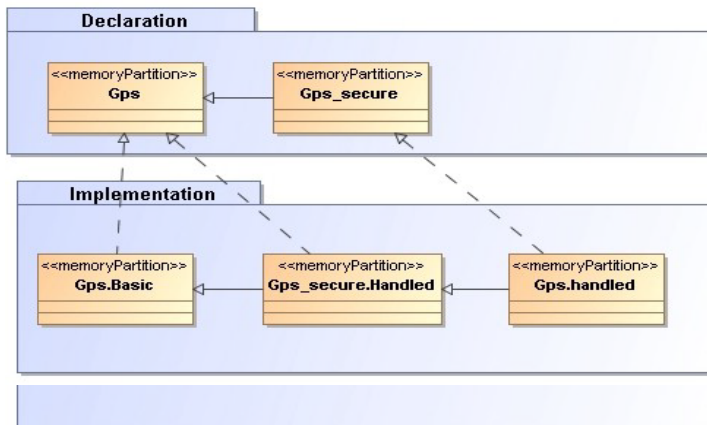 Declaration
<<memoryPartition>>
Gps
<<memoryPartition>>
Gps_secure
Implementation
<<memoryPartition>>
Gps.Basic
<<memoryPartition>>
Gps_secure.Handled
<<memoryPartition>>
Gps.handled